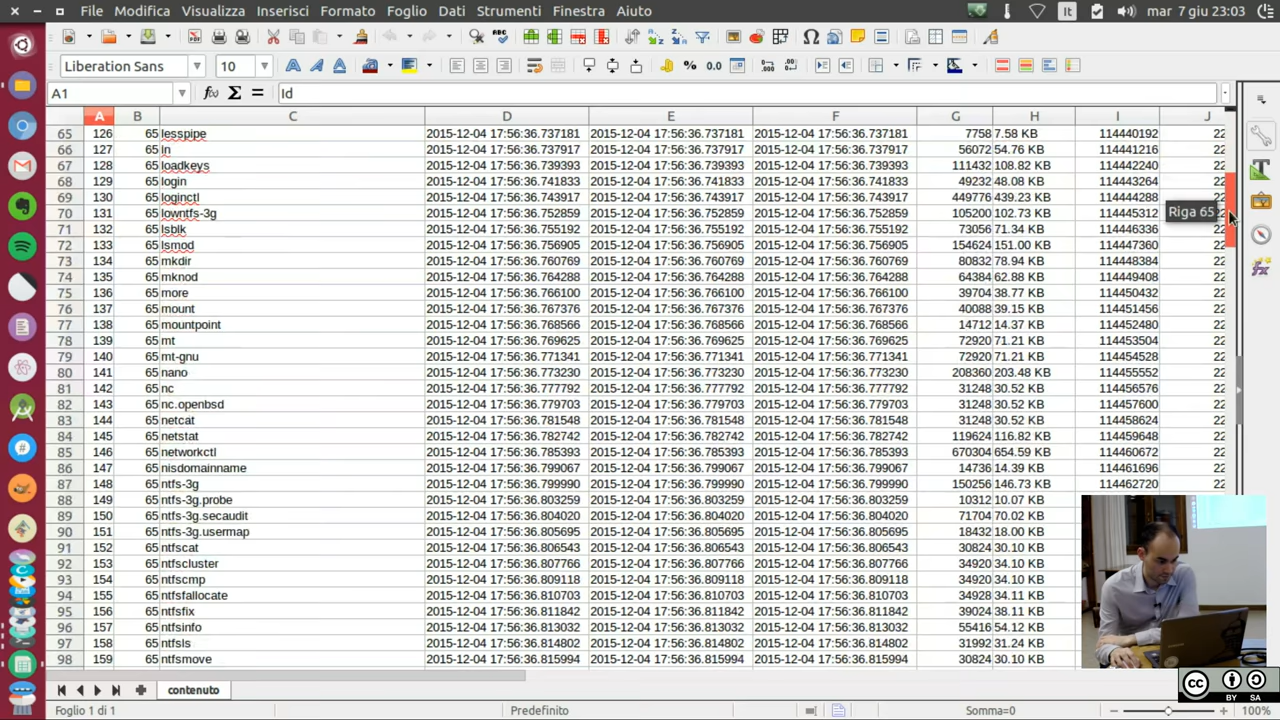 File Modifica Visualizza Inserisci Formato Foglio Dati Strumenti Finestra Aiuto It mar 7 giu 23:03
Liberation Sans 10 % 0.0
A1 Id
A B C D E F G H I J
65 126 65 lesspipe 2015-12-04 17:56:36.737181 2015-12-04 17:56:36.737181 2015-12-04 17:56:36.737181 7758 7.58 KB 114440192 22
66 127 65 ln 2015-12-04 17:56:36.737917 2015-12-04 17:56:36.737917 2015-12-04 17:56:36.737917 56072 54.76 KB 114441216 22
67 128 65 loadkeys 2015-12-04 17:56:36.739393 2015-12-04 17:56:36.739393 2015-12-04 17:56:36.739393 111432 108.82 KB 114442240 22
68 129 65 login 2015-12-04 17:56:36.741833 2015-12-04 17:56:36.741833 2015-12-04 17:56:36.741833 49232 48.08 KB 114443264 22
69 130 65 loginctl 2015-12-04 17:56:36.743917 2015-12-04 17:56:36.743917 2015-12-04 17:56:36.743917 449776 439.23 KB 114444288 22
70 131 65 lowntfs-3g 2015-12-04 17:56:36.752859 2015-12-04 17:56:36.752859 2015-12-04 17:56:36.752859 105200 102.73 KB 114445312 Riga 65
71 132 65 lsblk 2015-12-04 17:56:36.755192 2015-12-04 17:56:36.755192 2015-12-04 17:56:36.755192 73056 71.34 KB 114446336 22
72 133 65 lsmod 2015-12-04 17:56:36.756905 2015-12-04 17:56:36.756905 2015-12-04 17:56:36.756905 154624 151.00 KB 114447360 22
73 134 65 mkdir 2015-12-04 17:56:36.760769 2015-12-04 17:56:36.760769 2015-12-04 17:56:36.760769 80832 78.94 KB 114448384 22
74 135 65 mknod 2015-12-04 17:56:36.764288 2015-12-04 17:56:36.764288 2015-12-04 17:56:36.764288 64384 62.88 KB 114449408 22
75 136 65 more 2015-12-04 17:56:36.766100 2015-12-04 17:56:36.766100 2015-12-04 17:56:36.766100 39704 38.77 KB 114450432 22
76 137 65 mount 2015-12-04 17:56:36.767376 2015-12-04 17:56:36.767376 2015-12-04 17:56:36.767376 40088 39.15 KB 114451456 22
77 138 65 mountpoint 2015-12-04 17:56:36.768566 2015-12-04 17:56:36.768566 2015-12-04 17:56:36.768566 14712 14.37 KB 114452480 22
78 139 65 mt 2015-12-04 17:56:36.769625 2015-12-04 17:56:36.769625 2015-12-04 17:56:36.769625 72920 71.21 KB 114453504 22
79 140 65 mt-gnu 2015-12-04 17:56:36.771341 2015-12-04 17:56:36.771341 2015-12-04 17:56:36.771341 72920 71.21 KB 114454528 22
80 141 65 nano 2015-12-04 17:56:36.773230 2015-12-04 17:56:36.773230 2015-12-04 17:56:36.773230 208360 203.48 KB 114455552 22
81 142 65 nc 2015-12-04 17:56:36.777792 2015-12-04 17:56:36.777792 2015-12-04 17:56:36.777792 31248 30.52 KB 114456576 22
82 143 65 nc.openbsd 2015-12-04 17:56:36.779703 2015-12-04 17:56:36.779703 2015-12-04 17:56:36.779703 31248 30.52 KB 114457600 22
83 144 65 netcat 2015-12-04 17:56:36.781548 2015-12-04 17:56:36.781548 2015-12-04 17:56:36.781548 31248 30.52 KB 114458624 22
84 145 65 netstat 2015-12-04 17:56:36.782742 2015-12-04 17:56:36.782742 2015-12-04 17:56:36.782742 119624 116.82 KB 114459648 22
85 146 65 networkctl 2015-12-04 17:56:36.785393 2015-12-04 17:56:36.785393 2015-12-04 17:56:36.785393 670304 654.59 KB 114460672 22
86 147 65 nisdomainname 2015-12-04 17:56:36.799067 2015-12-04 17:56:36.799067 2015-12-04 17:56:36.799067 14736 14.39 KB 114461696 22
87 148 65 ntfs-3g 2015-12-04 17:56:36.799990 2015-12-04 17:56:36.799990 2015-12-04 17:56:36.799990 150256 146.73 KB 114462720 22
88 149 65 ntfs-3g.probe 2015-12-04 17:56:36.803259 2015-12-04 17:56:36.803259 2015-12-04 17:56:36.803259 10312 10.07 KB
89 150 65 ntfs-3g.secaudit 2015-12-04 17:56:36.804020 2015-12-04 17:56:36.804020 2015-12-04 17:56:36.804020 71704 70.02 KB
90 151 65 ntfs-3g.usermap 2015-12-04 17:56:36.805695 2015-12-04 17:56:36.805695 2015-12-04 17:56:36.805695 18432 18.00 KB
91 152 65 ntfscat 2015-12-04 17:56:36.806543 2015-12-04 17:56:36.806543 2015-12-04 17:56:36.806543 30824 30.10 KB
92 153 65 ntfscluster 2015-12-04 17:56:36.807766 2015-12-04 17:56:36.807766 2015-12-04 17:56:36.807766 34920 34.10 KB
93 154 65 ntfscmp 2015-12-04 17:56:36.809118 2015-12-04 17:56:36.809118 2015-12-04 17:56:36.809118 34920 34.10 KB
94 155 65 ntfsfallocate 2015-12-04 17:56:36.810703 2015-12-04 17:56:36.810703 2015-12-04 17:56:36.810703 34928 34.11 KB
95 156 65 ntfsfix 2015-12-04 17:56:36.811842 2015-12-04 17:56:36.811842 2015-12-04 17:56:36.811842 39024 38.11 KB
96 157 65 ntfsinfo 2015-12-04 17:56:36.813032 2015-12-04 17:56:36.813032 2015-12-04 17:56:36.813032 55416 54.12 KB
97 158 65 ntfsls 2015-12-04 17:56:36.814802 2015-12-04 17:56:36.814802 2015-12-04 17:56:36.814802 31992 31.24 KB
98 159 65 ntfsmove 2015-12-04 17:56:36.815994 2015-12-04 17:56:36.815994 2015-12-04 17:56:36.815994 30824 30.10 KB
contenuto
cc BY SA
Foglio 1 di 1 Predefinito Somma=0 100%